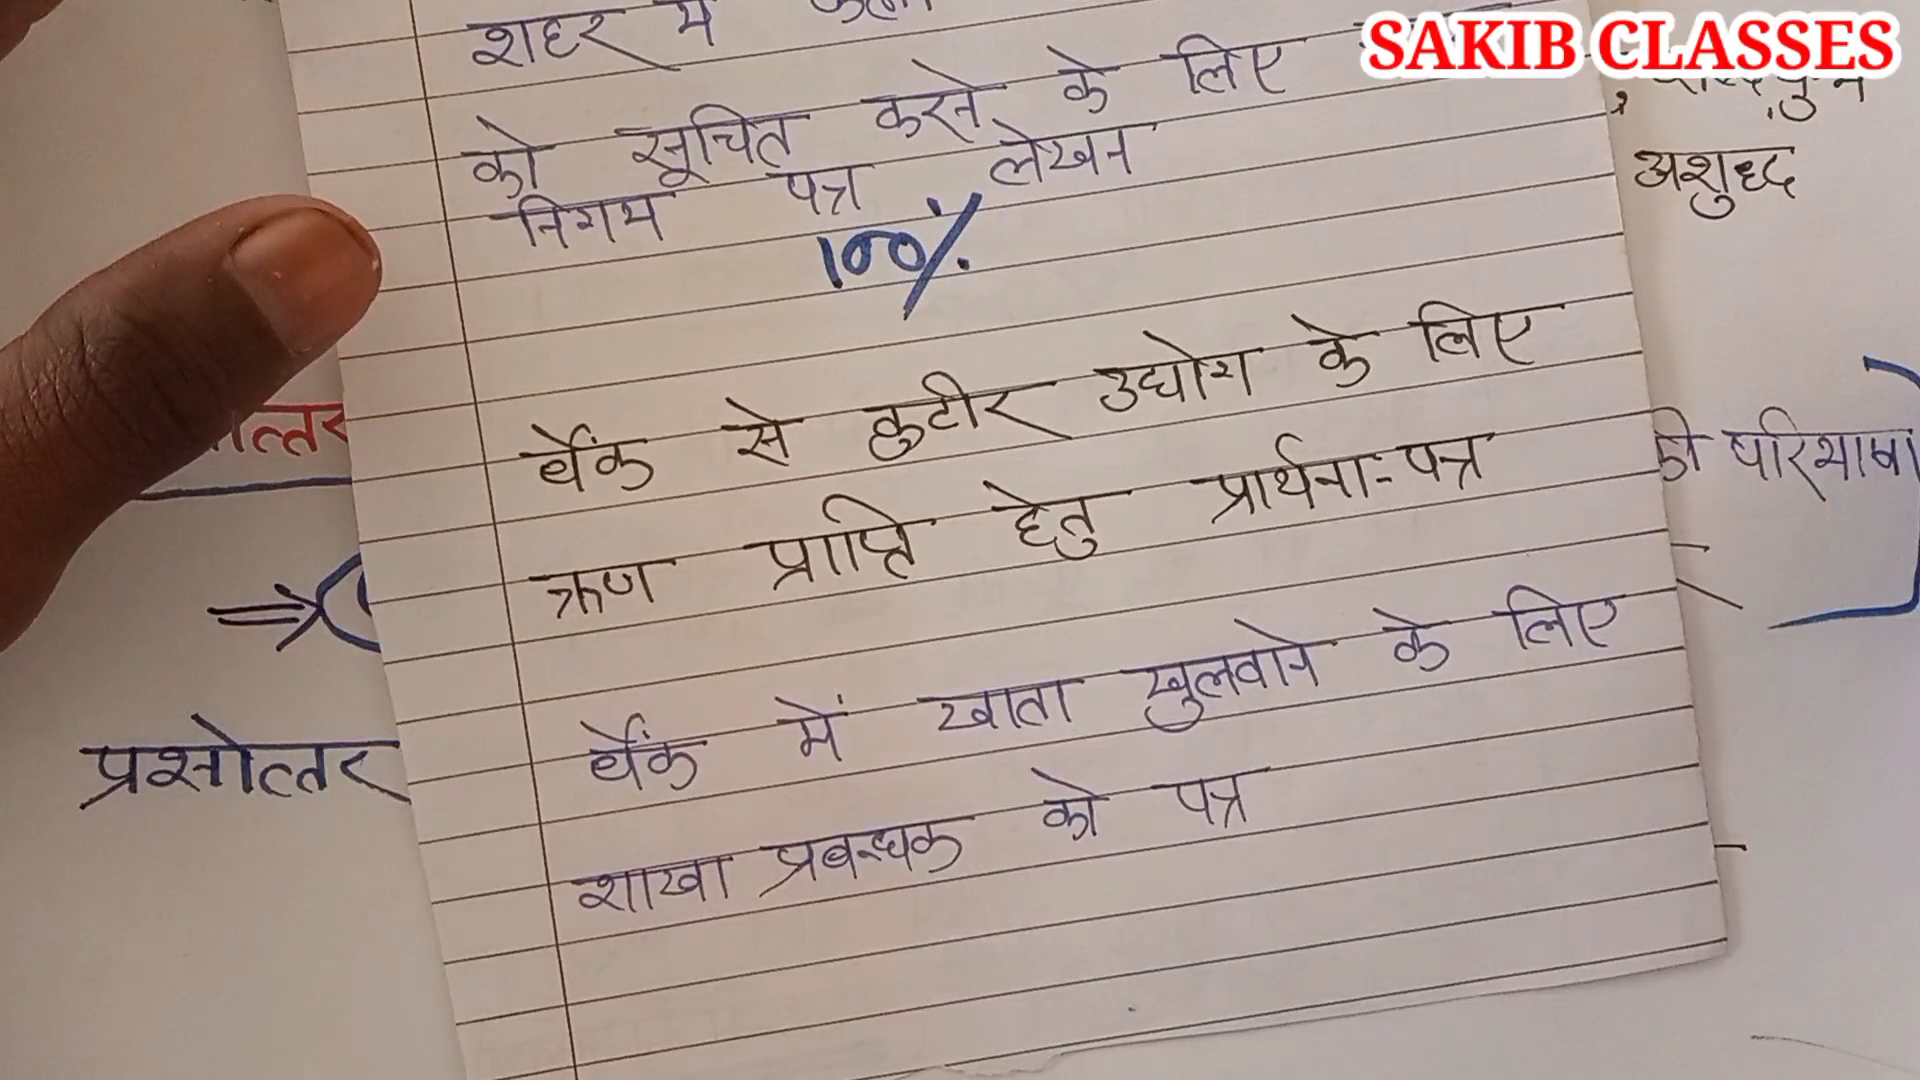 SAKIB CLASSES
शहर में
को सूचित करने के लिए
निगम पत्र लेखन
100%
बैंक से कुटीर उद्योग के लिए
ऋण प्राप्ति हेतु प्रार्थना-पत्र
बैंक में खाता खुलवाने के लिए
शाखा प्रबन्धक को पत्र
अशुध्द
की परिभाषा
प्रश्नोत्तर